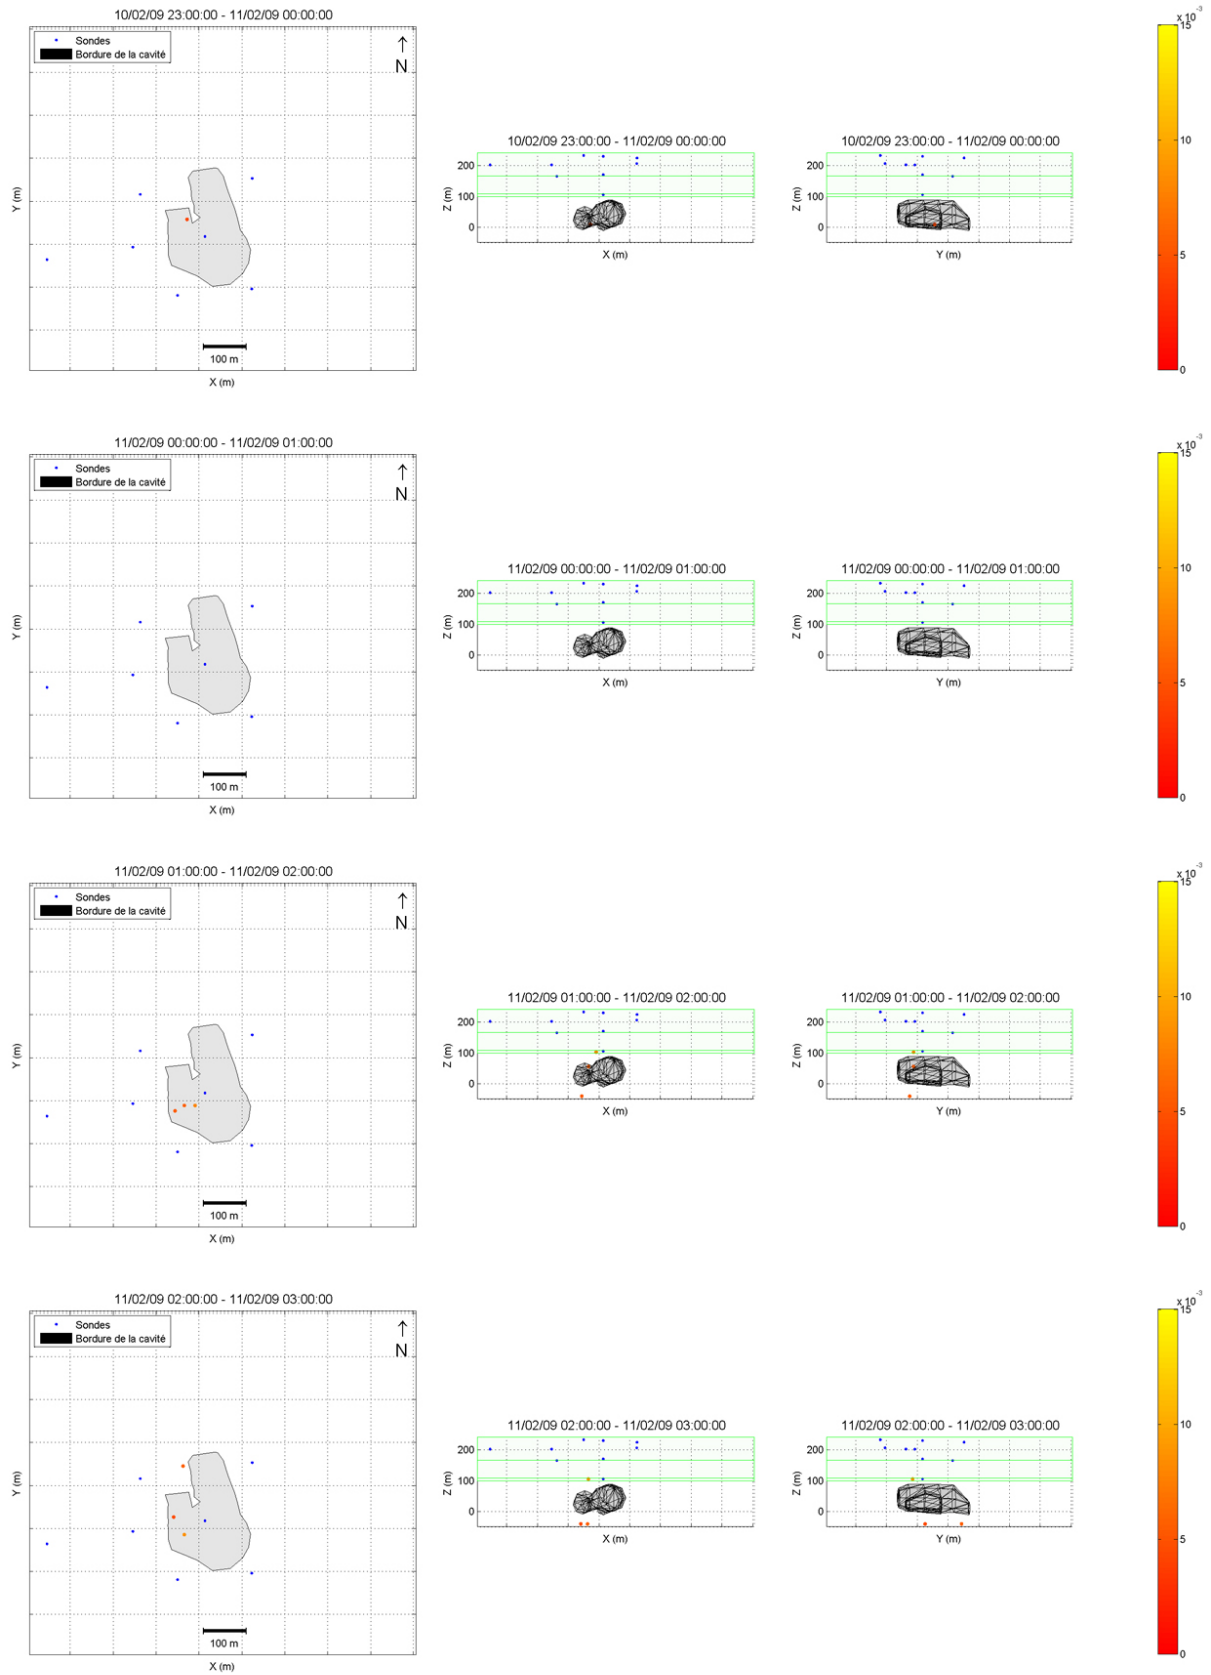 10/02/09 23:00:00 - 11/02/09 00:00:00
Sondes
Bordure de la cavité
N
Y (m)
100 m
X (m)
10/02/09 23:00:00 - 11/02/09 00:00:00
200
100
0
Z (m)
X (m)
10/02/09 23:00:00 - 11/02/09 00:00:00
200
100
0
Z (m)
Y (m)
x 10⁻³
15
10
5
0
11/02/09 00:00:00 - 11/02/09 01:00:00
Sondes
Bordure de la cavité
N
Y (m)
100 m
X (m)
11/02/09 00:00:00 - 11/02/09 01:00:00
200
100
0
Z (m)
X (m)
11/02/09 00:00:00 - 11/02/09 01:00:00
200
100
0
Z (m)
Y (m)
x 10⁻³
15
10
5
0
11/02/09 01:00:00 - 11/02/09 02:00:00
Sondes
Bordure de la cavité
N
Y (m)
100 m
X (m)
11/02/09 01:00:00 - 11/02/09 02:00:00
200
100
0
Z (m)
X (m)
11/02/09 01:00:00 - 11/02/09 02:00:00
200
100
0
Z (m)
Y (m)
x 10⁻³
15
10
5
0
11/02/09 02:00:00 - 11/02/09 03:00:00
Sondes
Bordure de la cavité
N
Y (m)
100 m
X (m)
11/02/09 02:00:00 - 11/02/09 03:00:00
200
100
0
Z (m)
X (m)
11/02/09 02:00:00 - 11/02/09 03:00:00
200
100
0
Z (m)
Y (m)
x 10⁻³
15
10
5
0